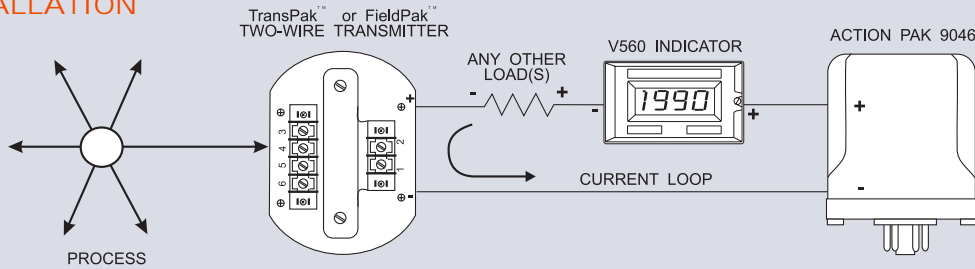 ALLATION
TransPak™ or FieldPak™
TWO-WIRE TRANSMITTER
ANY OTHER
LOAD(S)
V560 INDICATOR
ACTION PAK 9046
1990
- +
- +
+
-
+
-
3
4
5
6
2
1
CURRENT LOOP
PROCESS